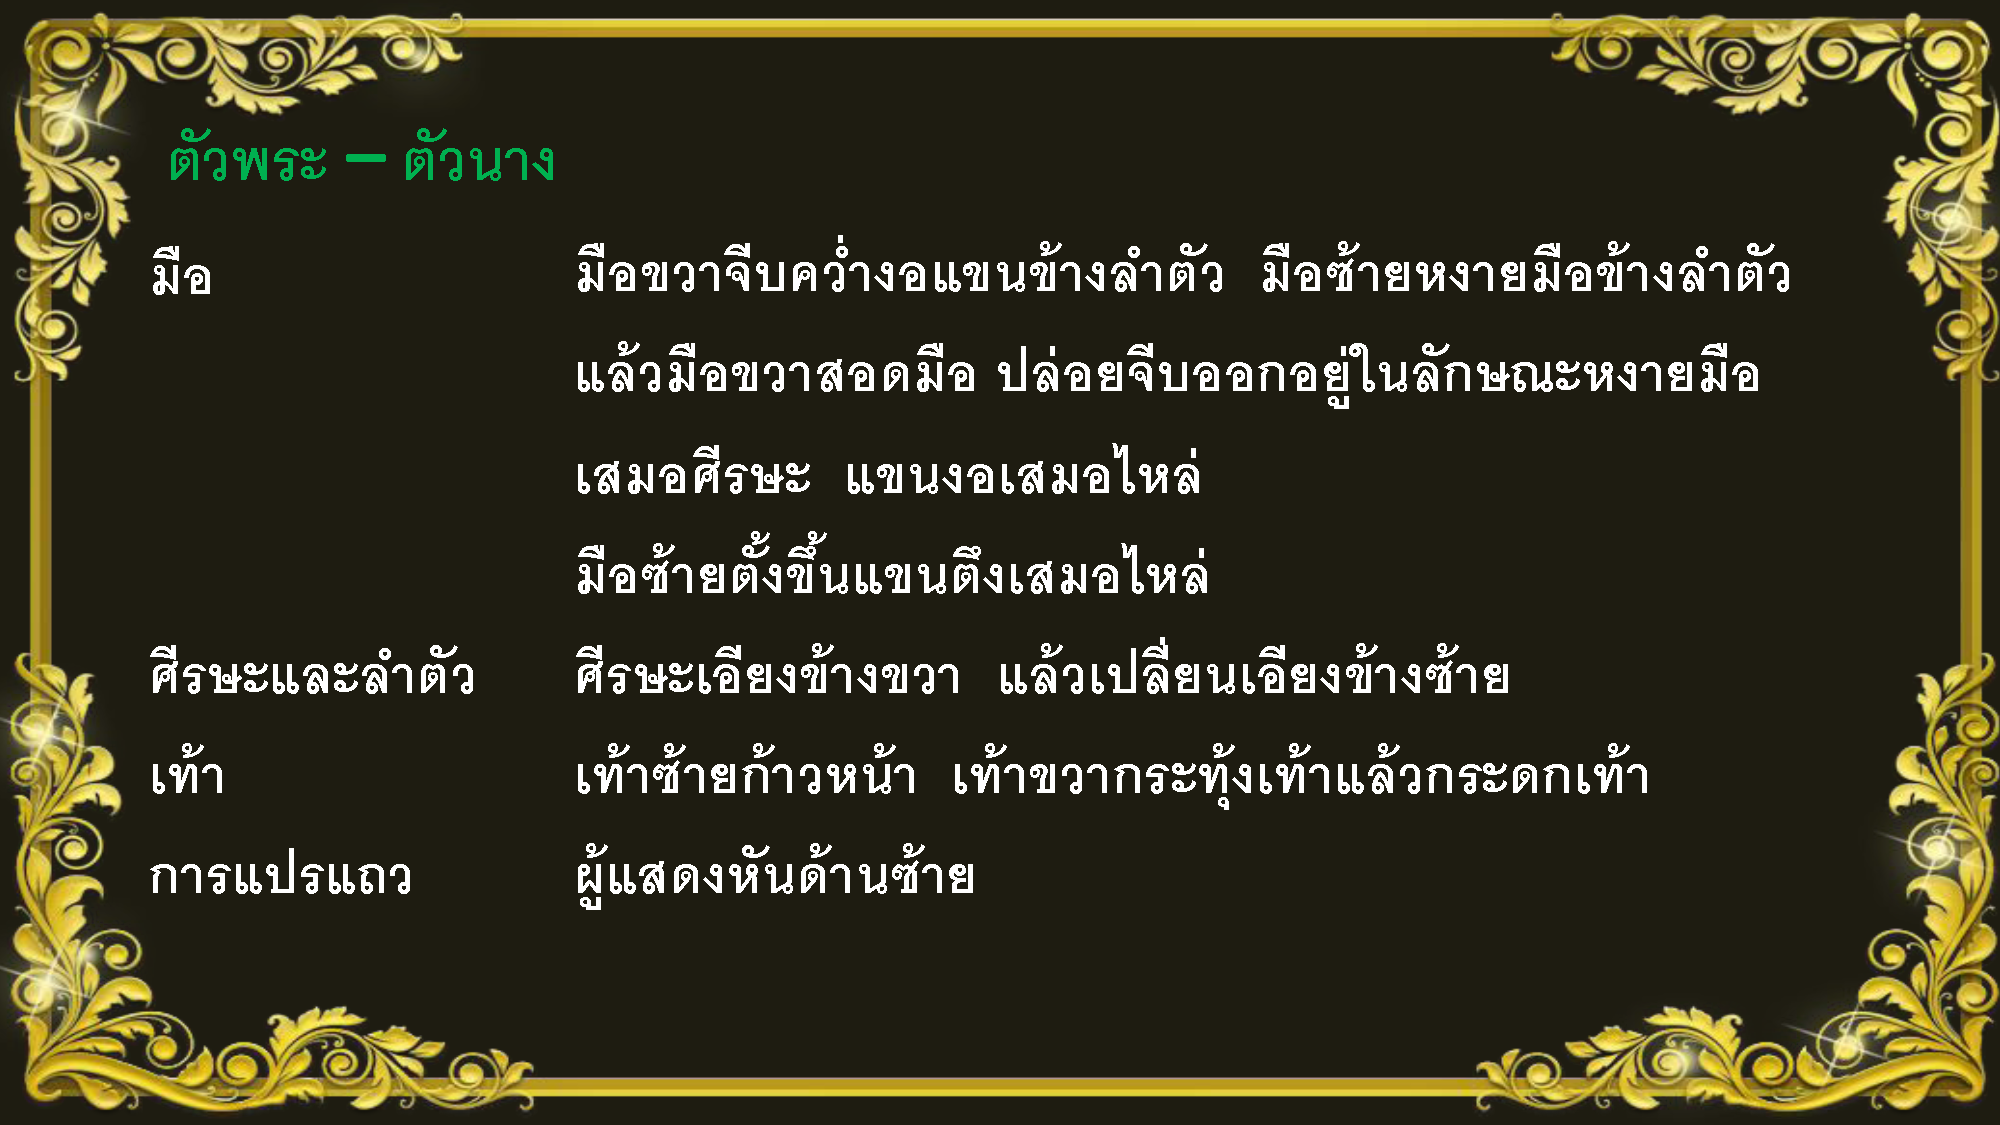 ตัวพระ – ตัวนาง
มือ มือขวาจีบคว่ำงอแขนข้างลำตัว มือซ้ายหงายมือข้างลำตัว
แล้วมือขวาสอดมือ ปล่อยจีบออกอยู่ในลักษณะหงายมือ
เสมอศีรษะ แขนงอเสมอไหล่
มือซ้ายตั้งขึ้นแขนตึงเสมอไหล่
ศีรษะและลำตัว ศีรษะเอียงข้างขวา แล้วเปลี่ยนเอียงข้างซ้าย
เท้า เท้าซ้ายก้าวหน้า เท้าขวากระทุ้งเท้าแล้วกระดกเท้า
การแปรแถว ผู้แสดงหันด้านซ้าย